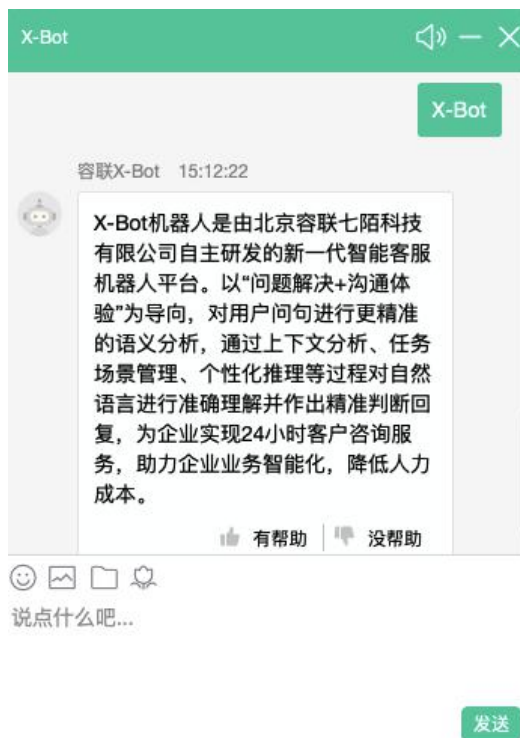 X-Bot
X-Bot
容联X-Bot 15:12:22
X-Bot机器人是由北京容联七陌科技
有限公司自主研发的新一代智能客服
机器人平台。以“问题解决+沟通体
验”为导向，对用户问句进行更精准
的语义分析，通过上下文分析、任务
场景管理、个性化推理等过程对自然
语言进行准确理解并作出精准判断回
复，为企业实现24小时客户咨询服
务，助力企业业务智能化，降低人力
成本。
有帮助 没帮助
说点什么吧...
发送